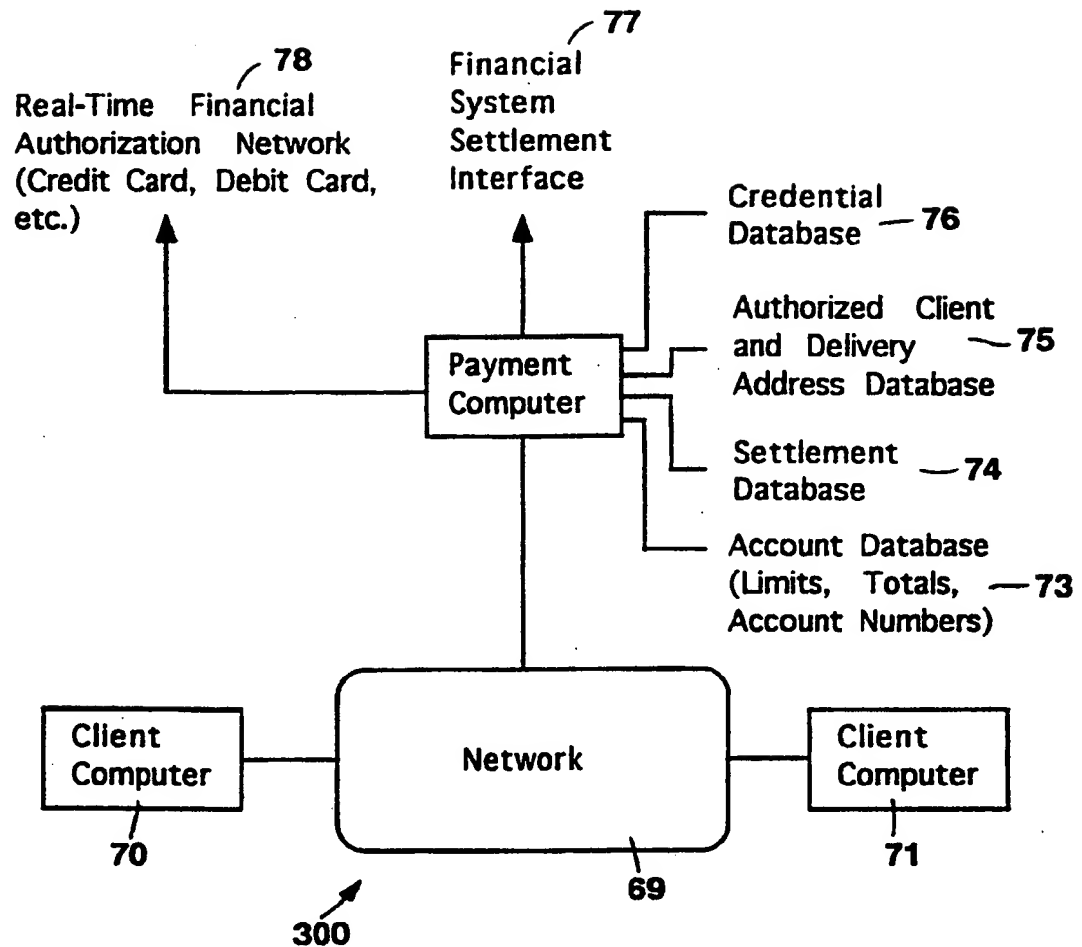 77
78
Financial
System
Settlement
Interface
Real-Time Financial
Authorization Network
(Credit Card, Debit Card,
etc.)
Credential
Database
76
Authorized Client
and Delivery
Address Database
75
Payment
Computer
Settlement
Database
74
Account Database
(Limits, Totals,
Account Numbers)
73
Client
Computer
Network
Client
Computer
70
69
71
300